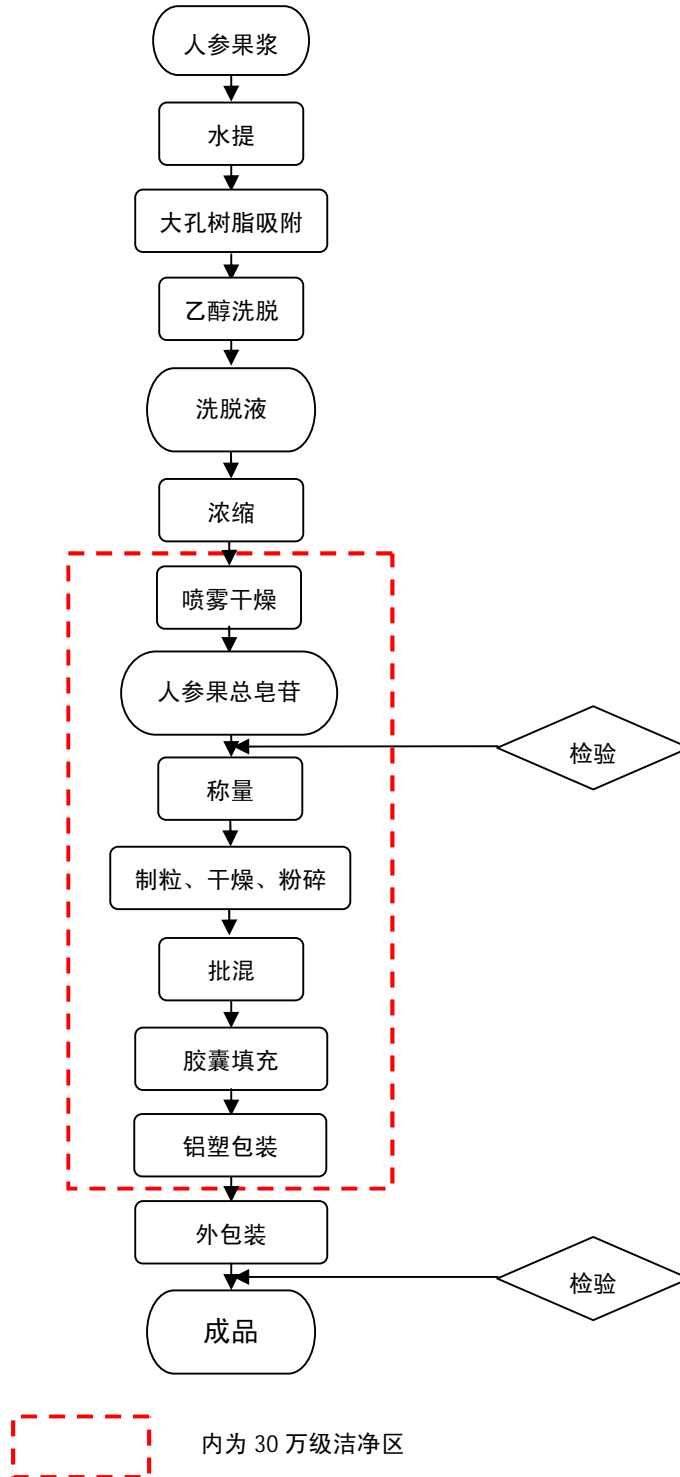 人参果浆
水提
大孔树脂吸附
乙醇洗脱
洗脱液
浓缩
喷雾干燥
人参果总皂苷
检验
称量
制粒、干燥、粉碎
批混
胶囊填充
铝塑包装
外包装
检验
成品
内为 30 万级洁净区